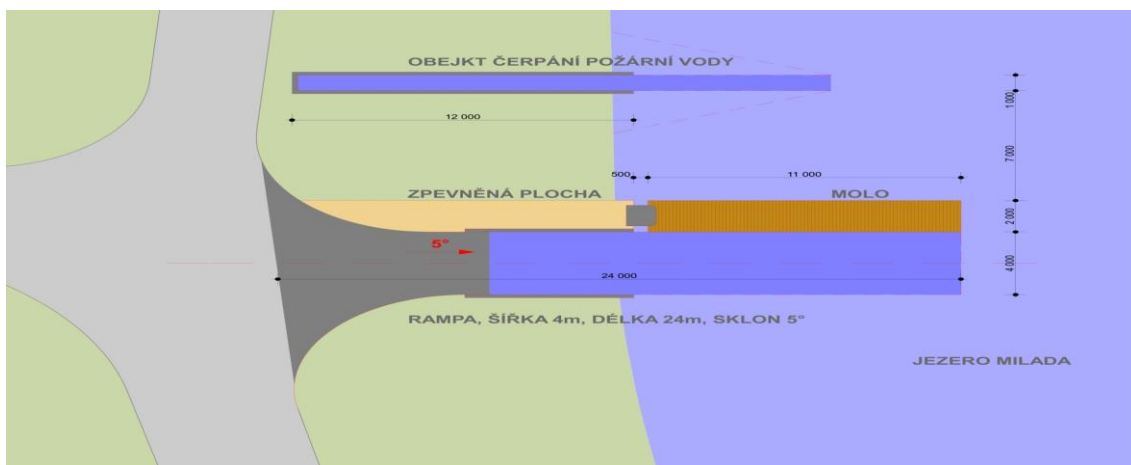 OBEJKT ČERPÁNÍ POŽÁRNÍ VODY
1 000
12 000
7 000
500
11 000
ZPEVNĚNÁ PLOCHA
MOLO
2 000
5°
4 000
24 000
RAMPA, ŠÍŘKA 4m, DÉLKA 24m, SKLON 5°
JEZERO MILADA